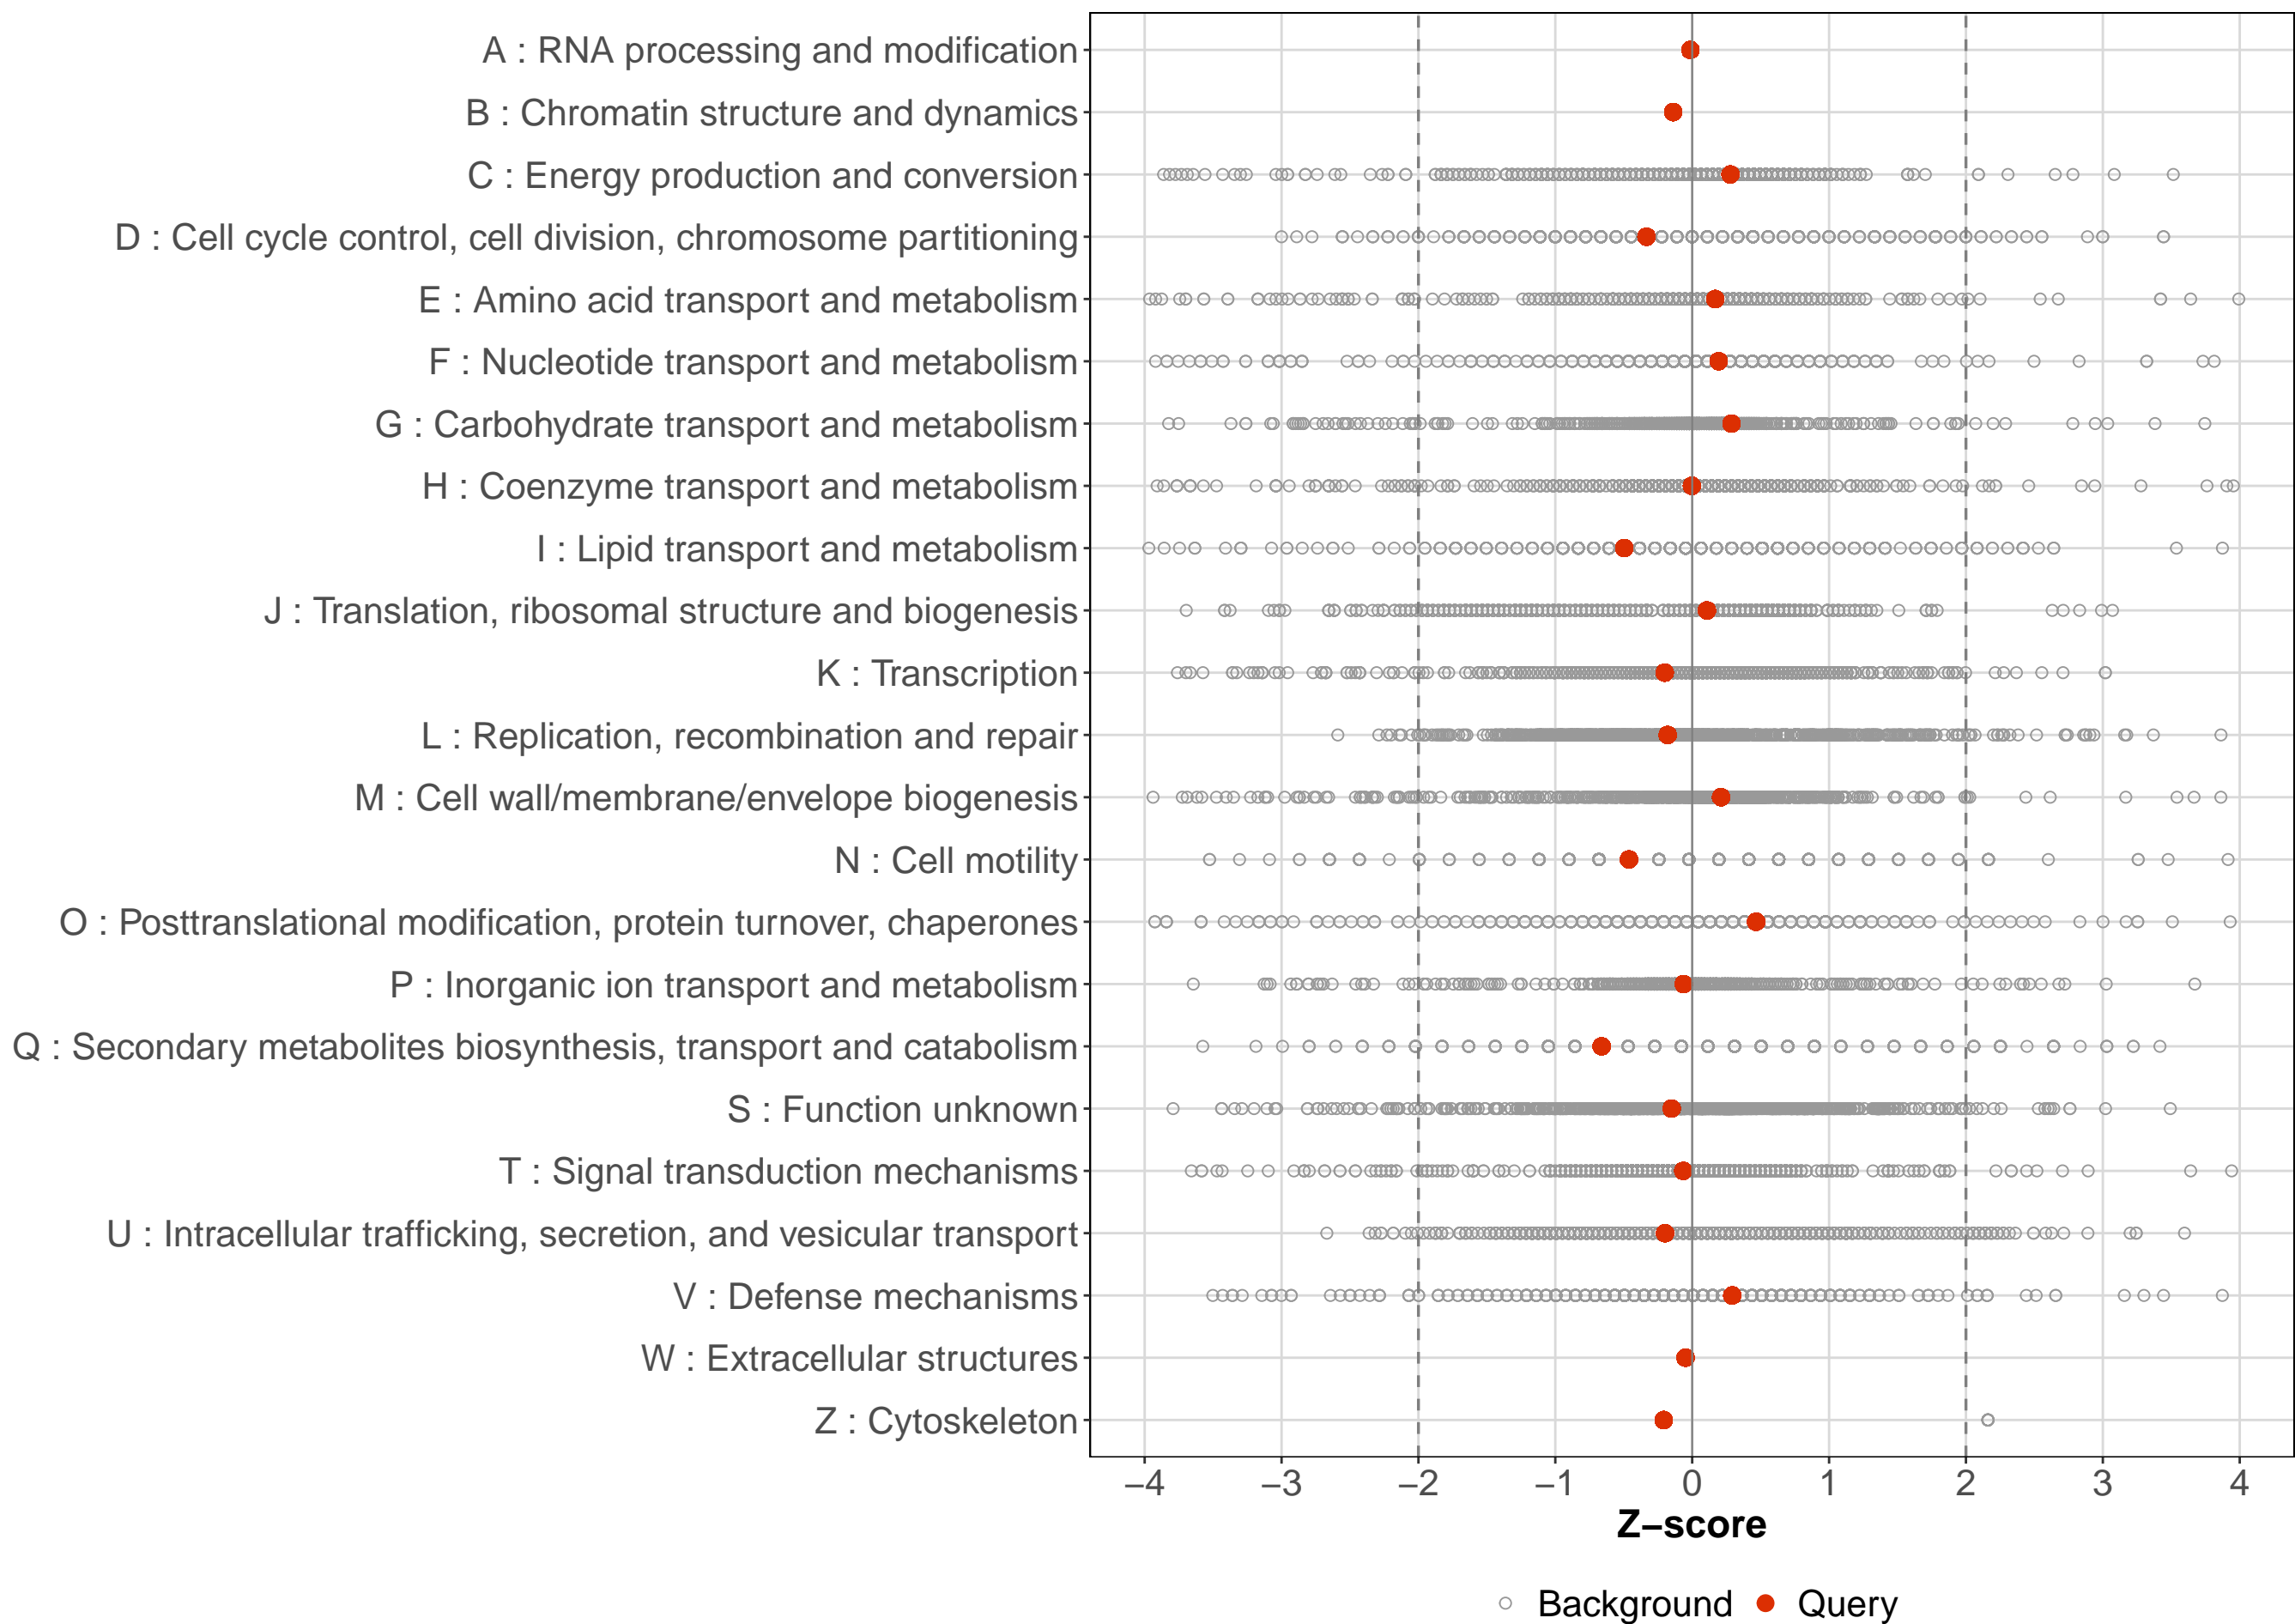 A : RNA processing and modification
B : Chromatin structure and dynamics
C : Energy production and conversion
D : Cell cycle control, cell division, chromosome partitioning
E : Amino acid transport and metabolism
F : Nucleotide transport and metabolism
G : Carbohydrate transport and metabolism
H : Coenzyme transport and metabolism
I : Lipid transport and metabolism
J : Translation, ribosomal structure and biogenesis
K : Transcription
L : Replication, recombination and repair
M : Cell wall/membrane/envelope biogenesis
N : Cell motility
O : Posttranslational modification, protein turnover, chaperones
P : Inorganic ion transport and metabolism
Q : Secondary metabolites biosynthesis, transport and catabolism
S : Function unknown
T : Signal transduction mechanisms
U : Intracellular trafficking, secretion, and vesicular transport
V : Defense mechanisms
W : Extracellular structures
Z : Cytoskeleton
−4 −3 −2 −1 0 1 2 3 4
Z−score
Background Query